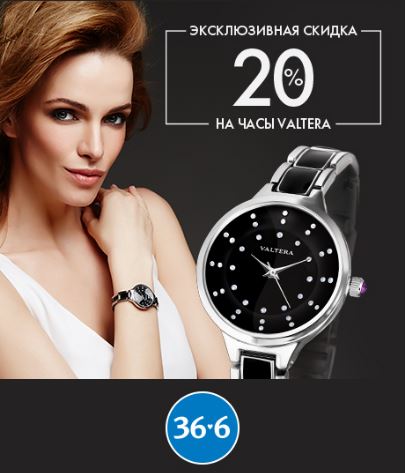 ЭКСКЛЮЗИВНАЯ СКИДКА
20%
НА ЧАСЫ VALTERA
VALTERA
36•6